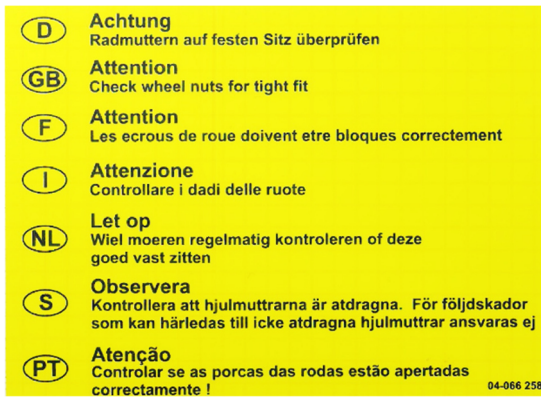 D
Achtung
Radmuttern auf festen Sitz überprüfen
GB
Attention
Check wheel nuts for tight fit
F
Attention
Les ecrous de roue doivent etre bloques correctement
I
Attenzione
Controllare i dadi delle ruote
NL
Let op
Wiel moeren regelmatig kontroleren of deze
goed vast zitten
S
Observera
Kontrollera att hjulmuttrarna är atdragna. För följdskador
som kan härledas till icke atdragna hjulmuttrar ansvaras ej
PT
Atenção
Controlar se as porcas das rodas estão apertadas
correctamente !
04-066 258